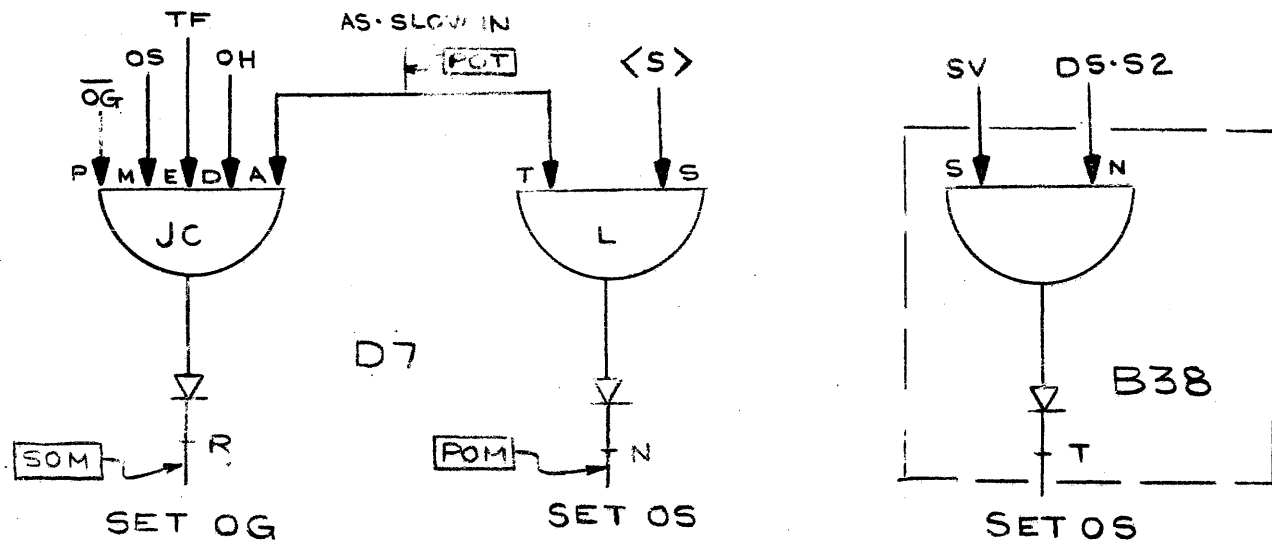 TF
AS·SLOW IN
OS
OH
POT
<S>
SV
DS·S2
O̅G̅
P M E D A
T S
S N
JC
L
D7
B38
R
SOM
POM
N
T
SET OG
SET OS
SET OS